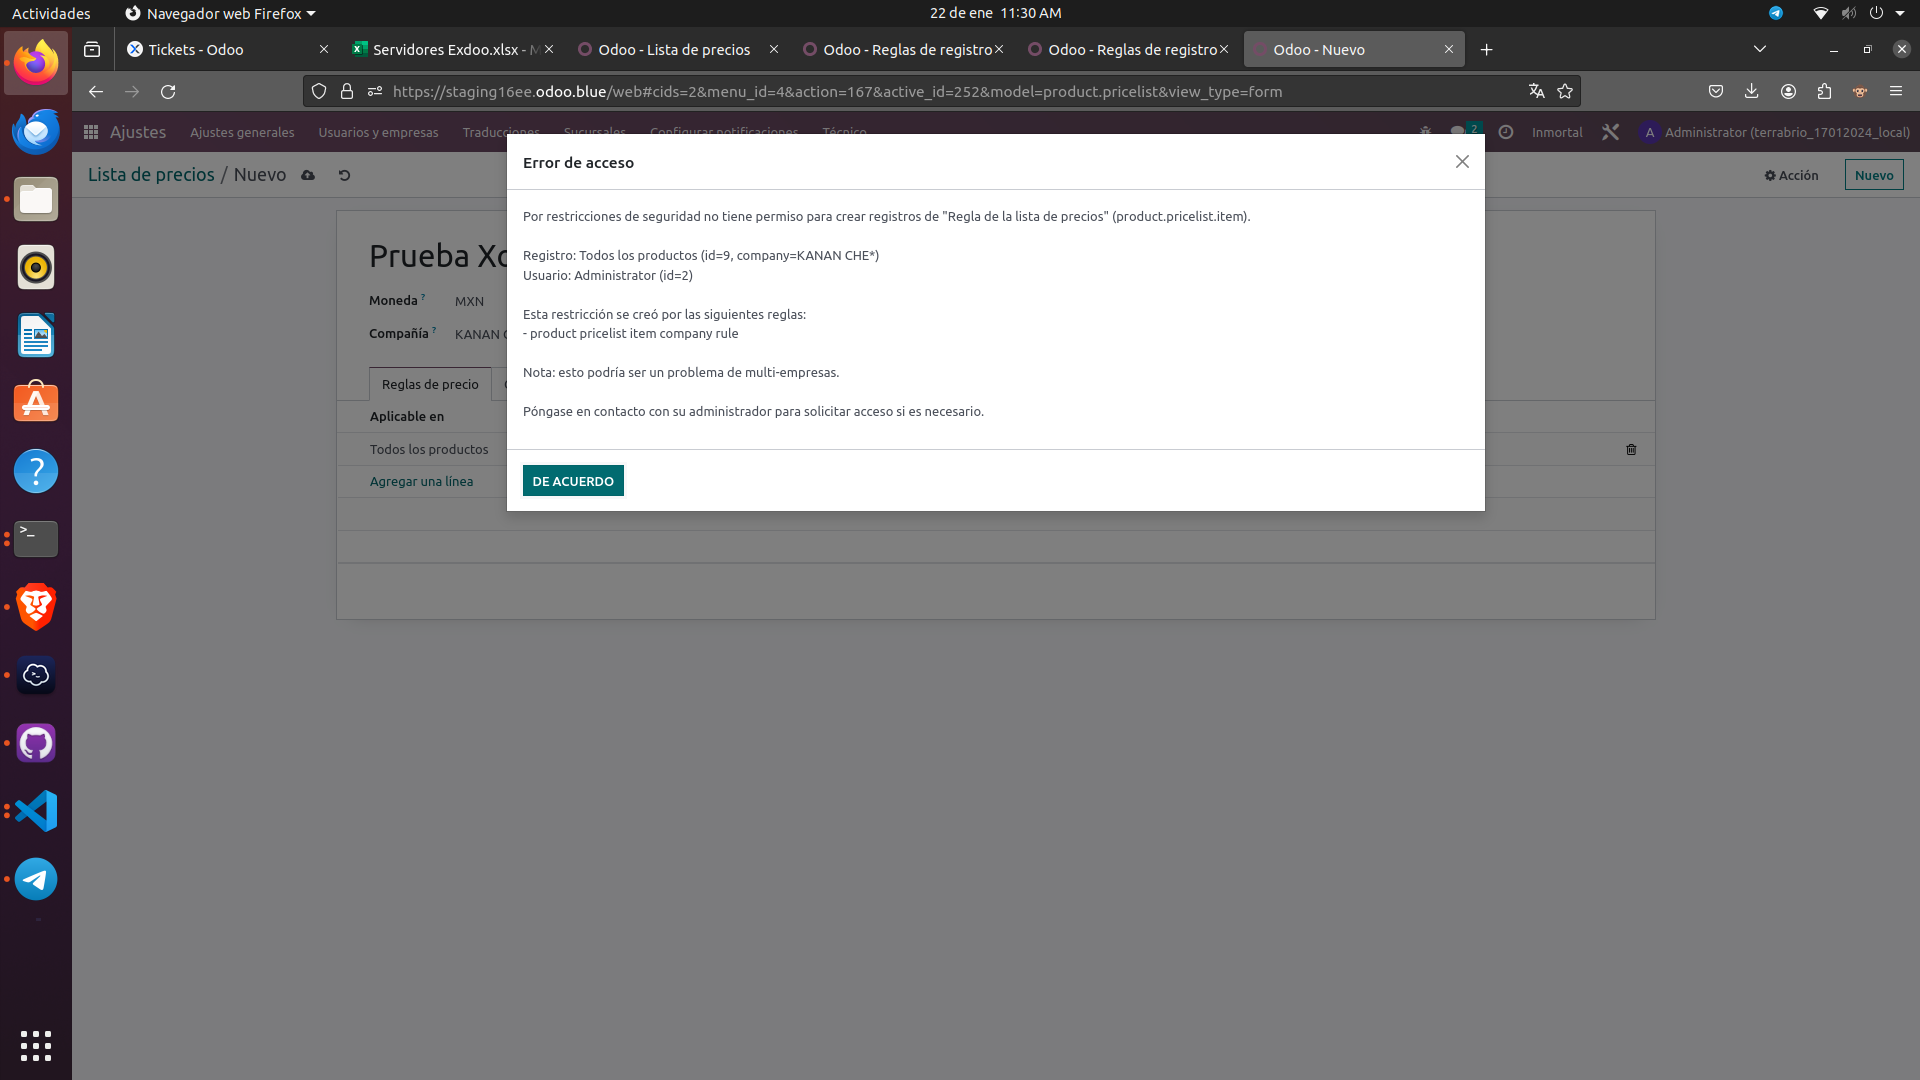 Actividades
Navegador web Firefox
22 de ene 11:30 AM
Tickets - Odoo
Servidores Exdoo.xlsx - M
Odoo - Lista de precios
Odoo - Reglas de registro
Odoo - Reglas de registro
Odoo - Nuevo
https://staging16ee.odoo.blue/web#cids=2&menu_id=4&action=167&active_id=252&model=product.pricelist&view_type=form
Ajustes
Ajustes generales
Usuarios y empresas
Traducciones
Sucursales
Configurar notificaciones
Técnico
2
Inmortal
A
Administrator (terrabrio_17012024_local)
Lista de precios / Nuevo
Acción
Nuevo
Error de acceso
Por restricciones de seguridad no tiene permiso para crear registros de "Regla de la lista de precios" (product.pricelist.item).
Registro: Todos los productos (id=9, company=KANAN CHE*)
Usuario: Administrator (id=2)
Esta restricción se creó por las siguientes reglas:
- product pricelist item company rule
Nota: esto podría ser un problema de multi-empresas.
Póngase en contacto con su administrador para solicitar acceso si es necesario.
DE ACUERDO
Prueba
Moneda ?
MXN
Compañía ?
KANAN
Reglas de precio
Aplicable en
Todos los productos
Agregar una línea